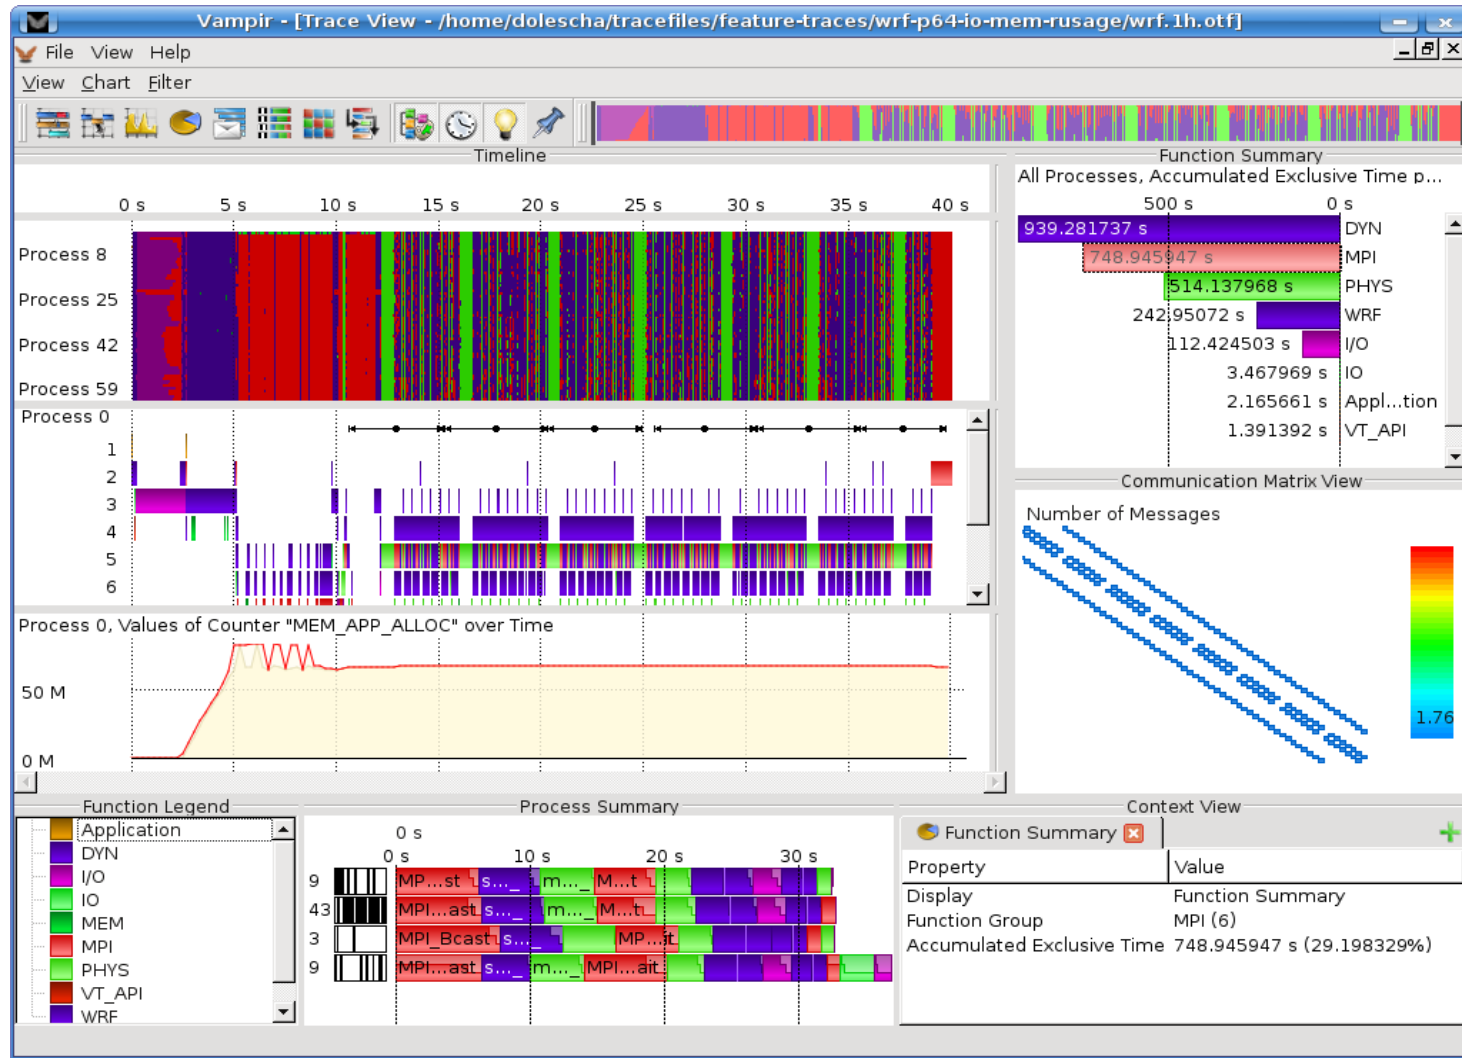 Vampir - [Trace View - /home/dolescha/tracefiles/feature-traces/wrf-p64-io-mem-rusage/wrf.1h.otf]
File View Help
View Chart Filter
Timeline
0 s 5 s 10 s 15 s 20 s 25 s 30 s 35 s 40 s
Process 8
Process 25
Process 42
Process 59
Process 0
1
2
3
4
5
6
Process 0, Values of Counter "MEM_APP_ALLOC" over Time
50 M
0 M
Function Summary
All Processes, Accumulated Exclusive Time p...
500 s 0 s
939.281737 s DYN
748.945947 s MPI
514.137968 s PHYS
242.95072 s WRF
112.424503 s I/O
3.467969 s IO
2.165661 s Appl...tion
1.391392 s VT_API
Communication Matrix View
Number of Messages
1.76
Function Legend
Application
DYN
I/O
IO
MEM
MPI
PHYS
VT_API
WRF
Process Summary
0 s
0 s 10 s 20 s 30 s
9 MP...st s..._ m..._ M...t
43 MPI...ast s..._ m..._ M...t
3 MPI_Bcast s..._ MP...it
9 MPI...ast s..._ m..._ MPI...ait
Context View
Function Summary
Property Value
Display Function Summary
Function Group MPI (6)
Accumulated Exclusive Time 748.945947 s (29.198329%)